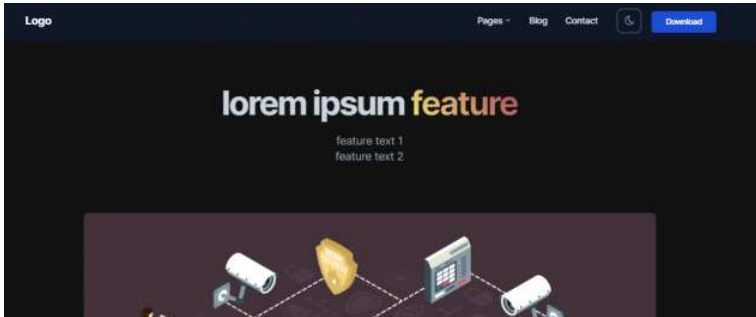 Logo
Pages Blog Contact Download
lorem ipsum feature
feature text 1
feature text 2